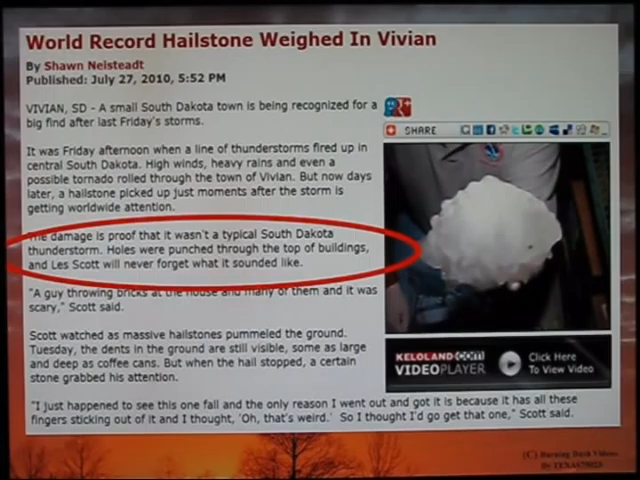 World Record Hailstone Weighed In Vivian
By Shawn Neisteadt
Published: July 27, 2010, 5:52 PM
VIVIAN, SD - A small South Dakota town is being recognized for a
big find after last Friday's storms.
It was Friday afternoon when a line of thunderstorms fired up in
central South Dakota. High winds, heavy rains and even a
possible tornado rolled through the town of Vivian. But now days
later, a hailstone picked up just moments after the storm is
getting worldwide attention.
The damage is proof that it wasn't a typical South Dakota
thunderstorm. Holes were punched through the top of buildings,
and Les Scott will never forget what it sounded like.
"A guy throwing bricks at the house and many of them and it was
scary," Scott said.
Scott watched as massive hailstones pummeled the ground.
Tuesday, the dents in the ground are still visible, some as large
and deep as coffee cans. But when the hail stopped, a certain
stone grabbed his attention.
"I just happened to see this one fall and the only reason I went out and got it is because it has all these
fingers sticking out of it and I thought, 'Oh, that's weird.' So I thought I'd go get that one," Scott said.
SHARE
KELOLAND.COM
VIDEOPLAYER
Click Here
To View Video
(C) Burning Dark Videos
By TEXAS